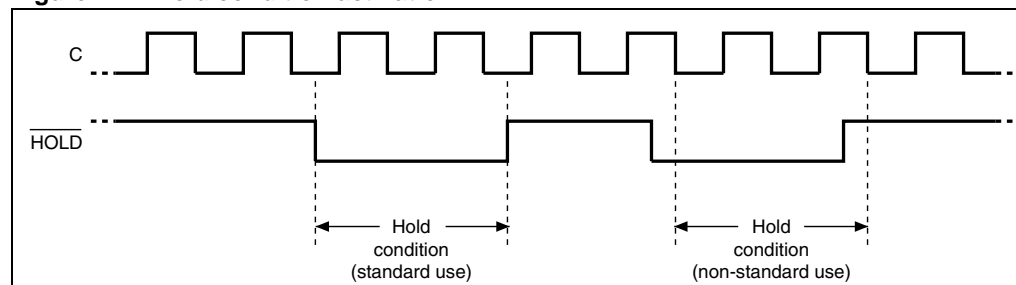 C
HOLD
Hold
condition
(standard use)
Hold
condition
(non-standard use)